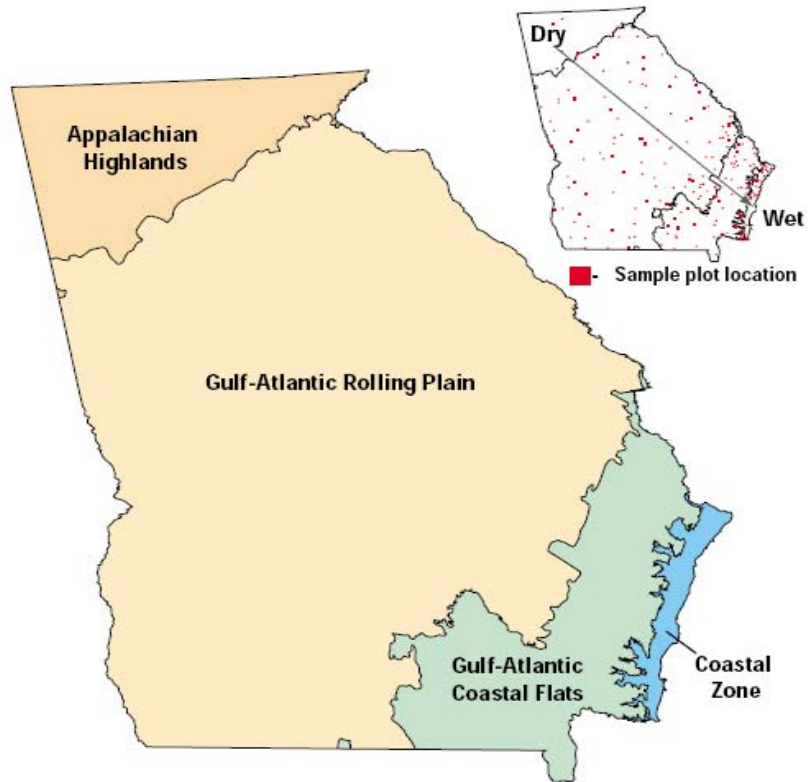 Dry
Wet
- Sample plot location
Appalachian
Highlands
Gulf-Atlantic Rolling Plain
Gulf-Atlantic
Coastal Flats
Coastal
Zone